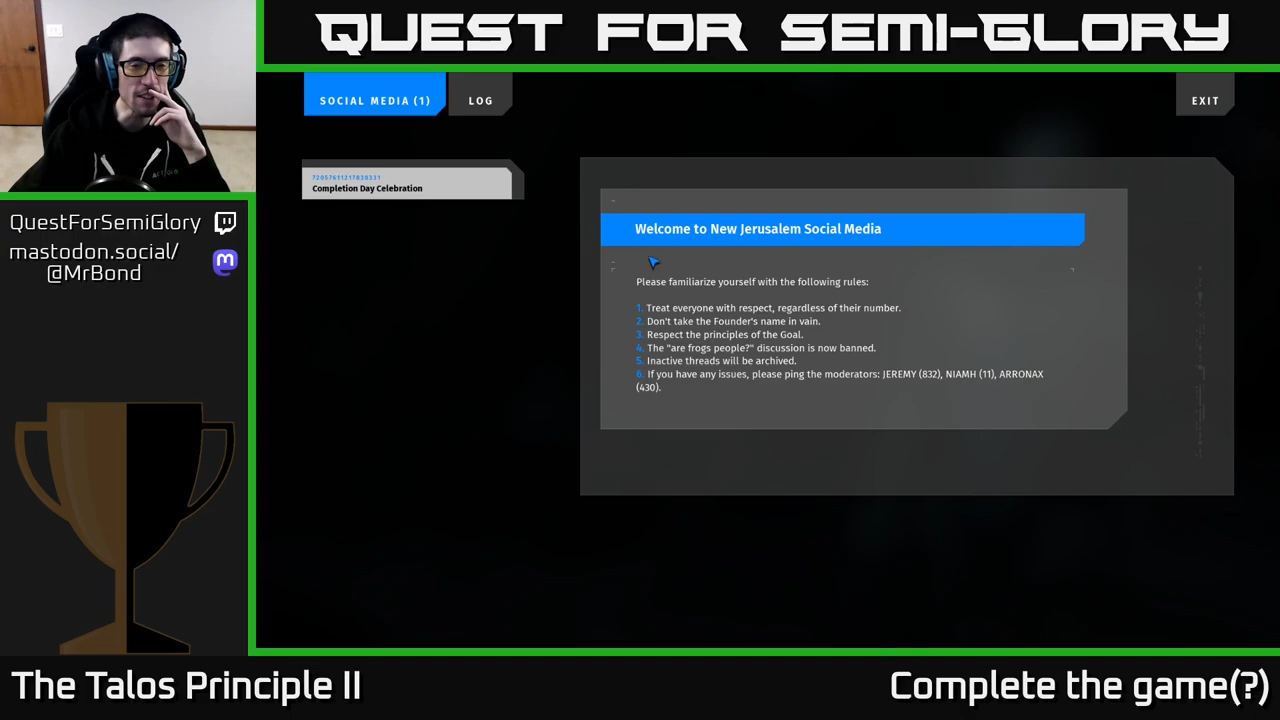 QUEST FOR SEMI-GLORY
SOCIAL MEDIA (1)
LOG
EXIT
72057611217838331
Completion Day Celebration
Welcome to New Jerusalem Social Media
Please familiarize yourself with the following rules:
1. Treat everyone with respect, regardless of their number.
2. Don't take the Founder's name in vain.
3. Respect the principles of the Goal.
4. The "are frogs people?" discussion is now banned.
5. Inactive threads will be archived.
6. If you have any issues, please ping the moderators: JEREMY (832), NIAMH (11), ARRONAX
(430).
QuestForSemiGlory
mastodon.social/
@MrBond
The Talos Principle II
Complete the game(?)